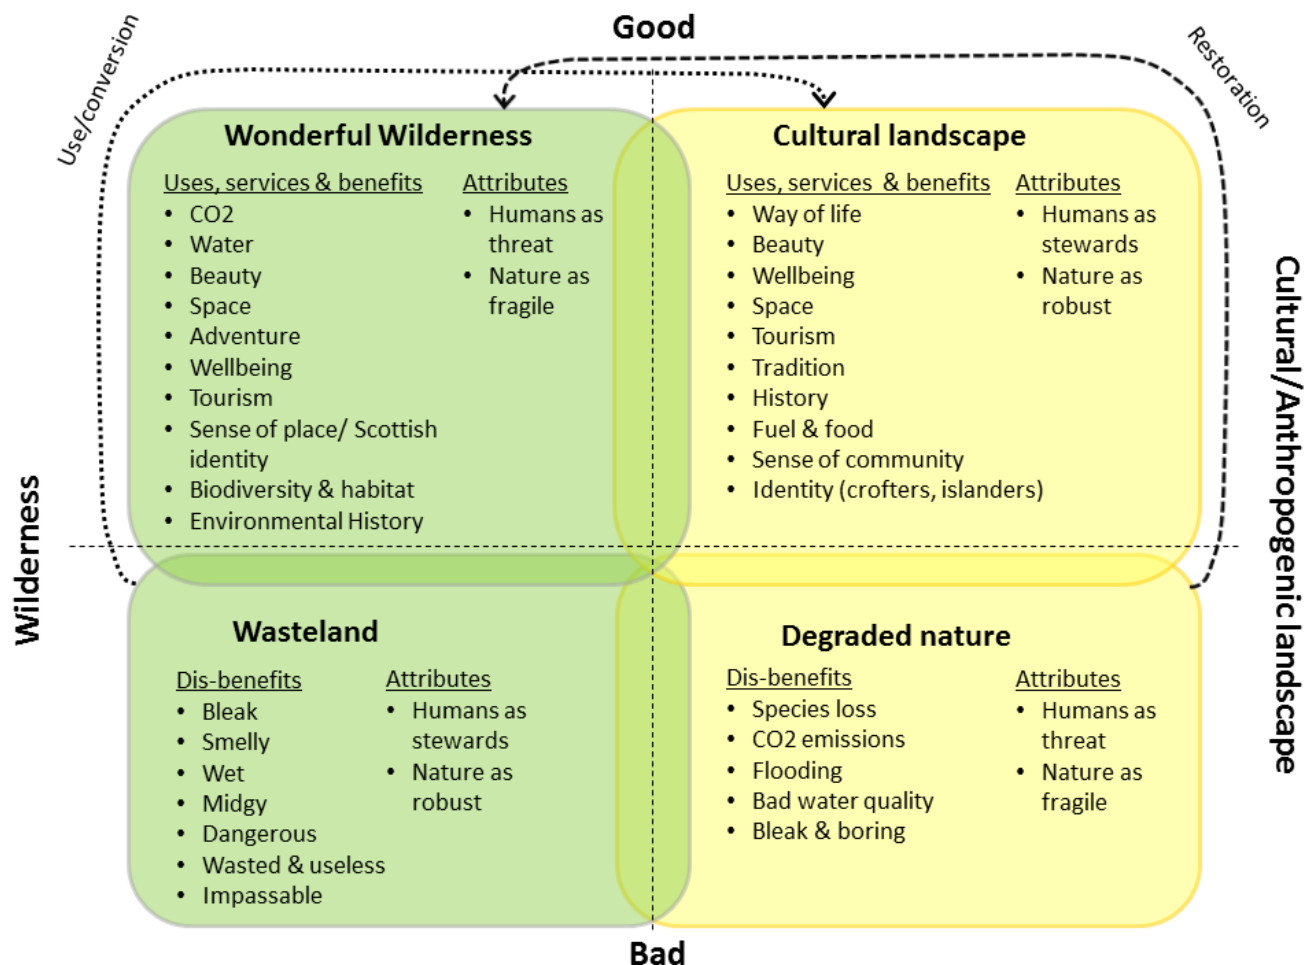 Good
Use/conversion
Restoration
Wilderness
Cultural/Anthropogenic landscape
Wonderful Wilderness
Uses, services & benefits
• CO2
• Water
• Beauty
• Space
• Adventure
• Wellbeing
• Tourism
• Sense of place/ Scottish
identity
• Biodiversity & habitat
• Environmental History
Attributes
• Humans as
threat
• Nature as
fragile
Cultural landscape
Uses, services & benefits
• Way of life
• Beauty
• Wellbeing
• Space
• Tourism
• Tradition
• History
• Fuel & food
• Sense of community
• Identity (crofters, islanders)
Attributes
• Humans as
stewards
• Nature as
robust
Wasteland
Dis-benefits
• Bleak
• Smelly
• Wet
• Midgy
• Dangerous
• Wasted & useless
• Impassable
Attributes
• Humans as
stewards
• Nature as
robust
Degraded nature
Dis-benefits
• Species loss
• CO2 emissions
• Flooding
• Bad water quality
• Bleak & boring
Attributes
• Humans as
threat
• Nature as
fragile
Bad